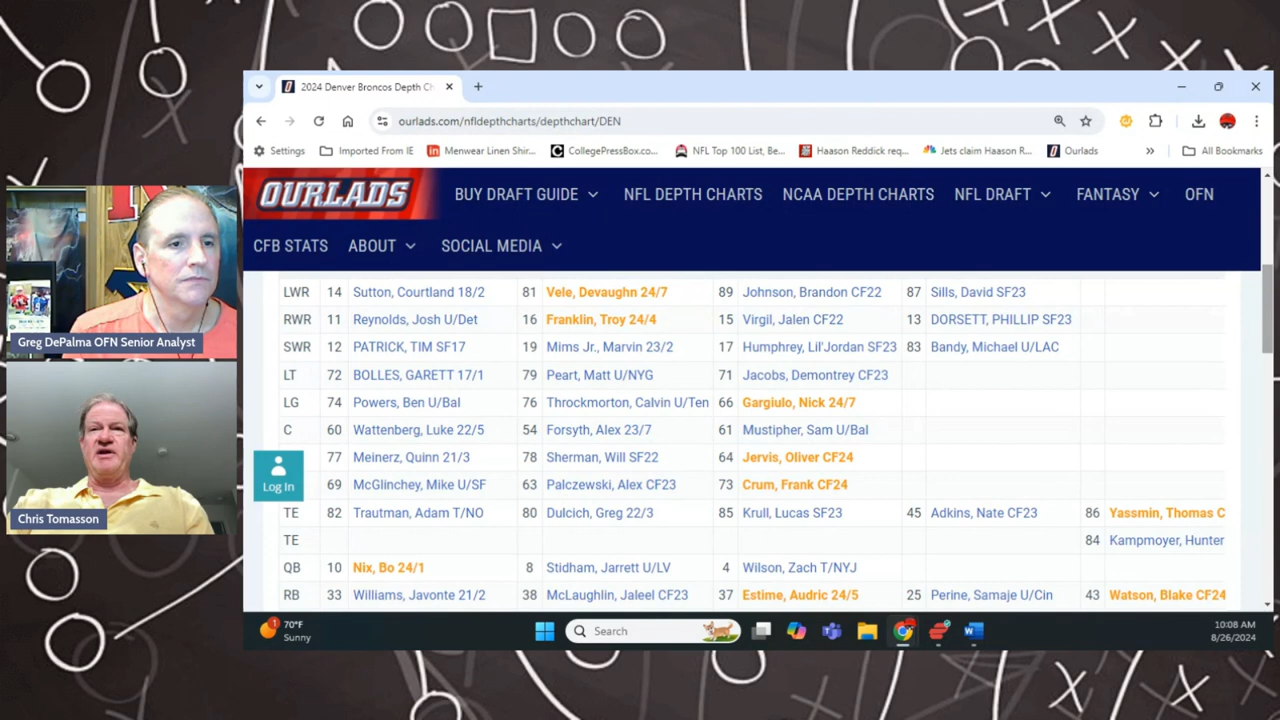 2024 Denver Broncos Depth Ch
ourlads.com/nfldepthcharts/depthchart/DEN
Settings Imported From IE Menwear Linen Shir... CollegePressBox.co... NFL Top 100 List, Be... Haason Reddick req... Jets claim Haason R... Ourlads » All Bookmarks
OURLADS BUY DRAFT GUIDE NFL DEPTH CHARTS NCAA DEPTH CHARTS NFL DRAFT FANTASY OFN
CFB STATS ABOUT SOCIAL MEDIA
LWR 14 Sutton, Courtland 18/2 81 Vele, Devaughn 24/7 89 Johnson, Brandon CF22 87 Sills, David SF23
RWR 11 Reynolds, Josh U/Det 16 Franklin, Troy 24/4 15 Virgil, Jalen CF22 13 DORSETT, PHILLIP SF23
SWR 12 PATRICK, TIM SF17 19 Mims Jr., Marvin 23/2 17 Humphrey, Lil'Jordan SF23 83 Bandy, Michael U/LAC
LT 72 BOLLES, GARETT 17/1 79 Peart, Matt U/NYG 71 Jacobs, Demontrey CF23
LG 74 Powers, Ben U/Bal 76 Throckmorton, Calvin U/Ten 66 Gargiulo, Nick 24/7
C 60 Wattenberg, Luke 22/5 54 Forsyth, Alex 23/7 61 Mustipher, Sam U/Bal
77 Meinerz, Quinn 21/3 78 Sherman, Will SF22 64 Jervis, Oliver CF24
69 McGlinchey, Mike U/SF 63 Palczewski, Alex CF23 73 Crum, Frank CF24
Log In
TE 82 Trautman, Adam T/NO 80 Dulcich, Greg 22/3 85 Krull, Lucas SF23 45 Adkins, Nate CF23 86 Yassmin, Thomas C
TE 84 Kampmoyer, Hunter
QB 10 Nix, Bo 24/1 8 Stidham, Jarrett U/LV 4 Wilson, Zach T/NYJ
RB 33 Williams, Javonte 21/2 38 McLaughlin, Jaleel CF23 37 Estime, Audric 24/5 25 Perine, Samaje U/Cin 43 Watson, Blake CF24
Greg DePalma OFN Senior Analyst
Chris Tomasson
1
70°F
Sunny
Search
10:08 AM
8/26/2024